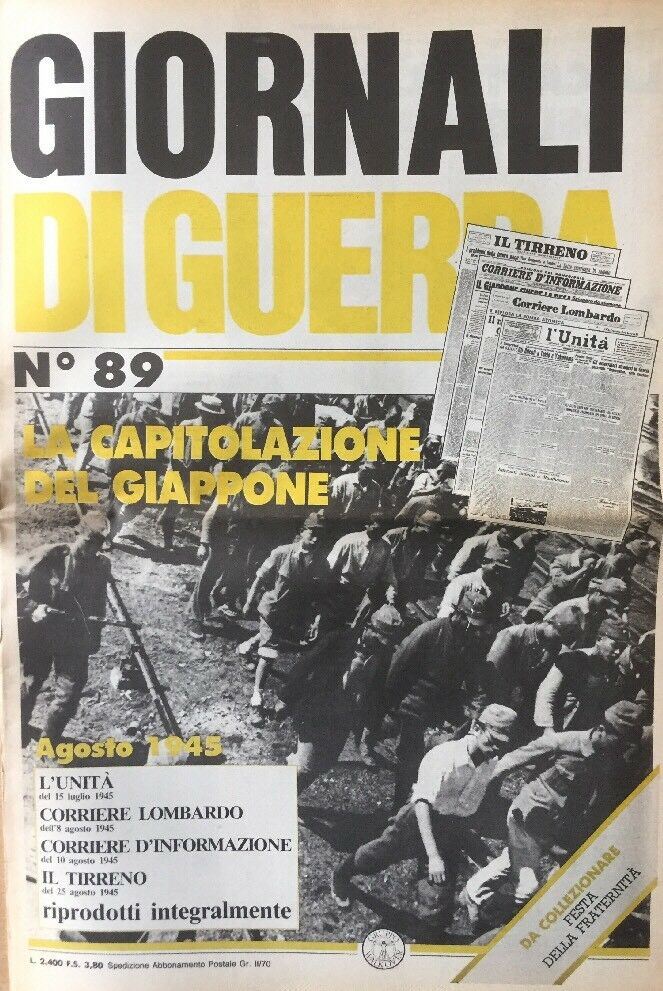 GIORNALI
DI GUERRA
N° 89
IL TIRRENO
CORRIERE D'INFORMAZIONE
Corriere Lombardo
l'Unità
LA CAPITOLAZIONE
DEL GIAPPONE
Agosto 1945
L'UNITÀ
del 15 luglio 1945
CORRIERE LOMBARDO
dell'8 agosto 1945
CORRIERE D'INFORMAZIONE
del 10 agosto 1945
IL TIRRENO
del 25 agosto 1945
riprodotti integralmente
DA COLLEZIONARE
FESTA
DELLA FRATERNITÀ
L. 2.400 F.S. 3,80 Spedizione Abbonamento Postale Gr. II/70